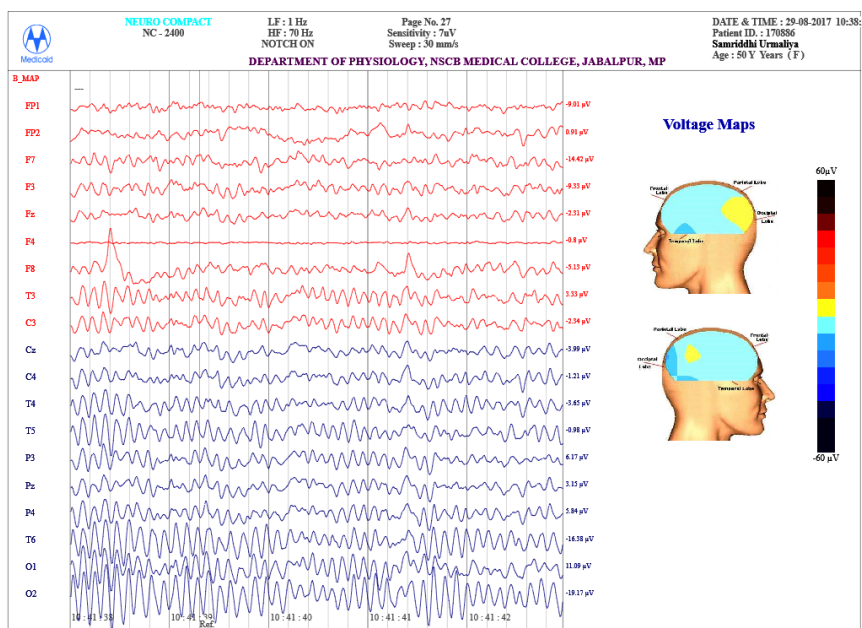 NEURO COMPACT
NC - 2400
LF : 1 Hz
HF : 70 Hz
NOTCH ON
Page No. 27
Sensitivity : 7uV
Sweep : 30 mm/s
DATE & TIME : 29-08-2017 10:38:
Patient ID. : 170886
Samriddhi Urmaliya
Age : 50 Y Years ( F )
Medicaid
DEPARTMENT OF PHYSIOLOGY, NSCB MEDICAL COLLEGE, JABALPUR, MP
B_MAP
FP1 -9.01 µV
FP2 0.91 µV
F7 -14.42 µV
F3 -9.33 µV
Fz -2.31 µV
F4 -0.8 µV
F8 -5.15 µV
T3 3.33 µV
C3 -2.34 µV
Cz -3.99 µV
C4 -1.21 µV
T4 -3.65 µV
T5 -0.98 µV
P3 6.17 µV
Pz 3.15 µV
P4 5.84 µV
T6 -16.38 µV
O1 11.09 µV
O2 -19.17 µV
10 : 41 - 38
10 : 41 - 39
10 : 41 - 40
10 : 41 - 41
10 : 41 - 42
Ref.
Voltage Maps
60µV
Frontal Lobe
Parietal Lobe
Occipital Lobe
Temporal Lobe
Parietal Lobe
Frontal Lobe
Occipital Lobe
Temporal Lobe
-60 µV